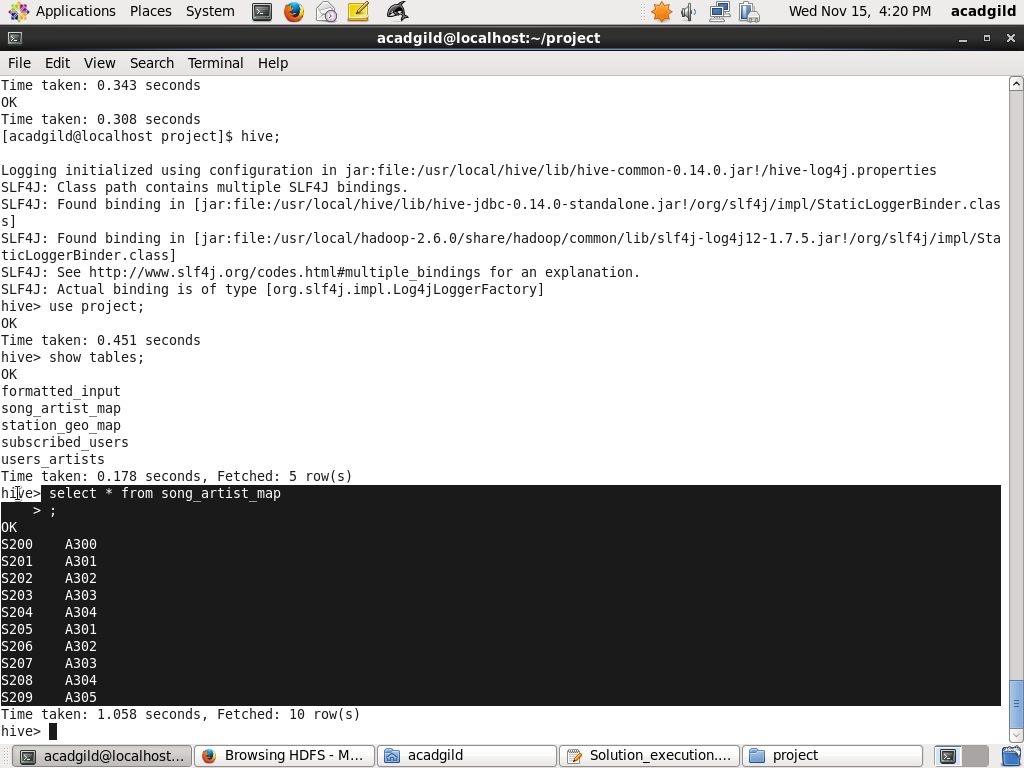 Applications Places System Wed Nov 15, 4:20 PM acadgild
acadgild@localhost:~/project
File Edit View Search Terminal Help
Time taken: 0.343 seconds
OK
Time taken: 0.308 seconds
[acadgild@localhost project]$ hive;
Logging initialized using configuration in jar:file:/usr/local/hive/lib/hive-common-0.14.0.jar!/hive-log4j.properties
SLF4J: Class path contains multiple SLF4J bindings.
SLF4J: Found binding in [jar:file:/usr/local/hive/lib/hive-jdbc-0.14.0-standalone.jar!/org/slf4j/impl/StaticLoggerBinder.clas
s]
SLF4J: Found binding in [jar:file:/usr/local/hadoop-2.6.0/share/hadoop/common/lib/slf4j-log4j12-1.7.5.jar!/org/slf4j/impl/Sta
ticLoggerBinder.class]
SLF4J: See http://www.slf4j.org/codes.html#multiple_bindings for an explanation.
SLF4J: Actual binding is of type [org.slf4j.impl.Log4jLoggerFactory]
hive> use project;
OK
Time taken: 0.451 seconds
hive> show tables;
OK
formatted_input
song_artist_map
station_geo_map
subscribed_users
users_artists
Time taken: 0.178 seconds, Fetched: 5 row(s)
hive> select * from song_artist_map
    > ;
OK
S200    A300
S201    A301
S202    A302
S203    A303
S204    A304
S205    A301
S206    A302
S207    A303
S208    A304
S209    A305
Time taken: 1.058 seconds, Fetched: 10 row(s)
hive>
acadgild@localhost:... Browsing HDFS - M... acadgild Solution_execution.... project